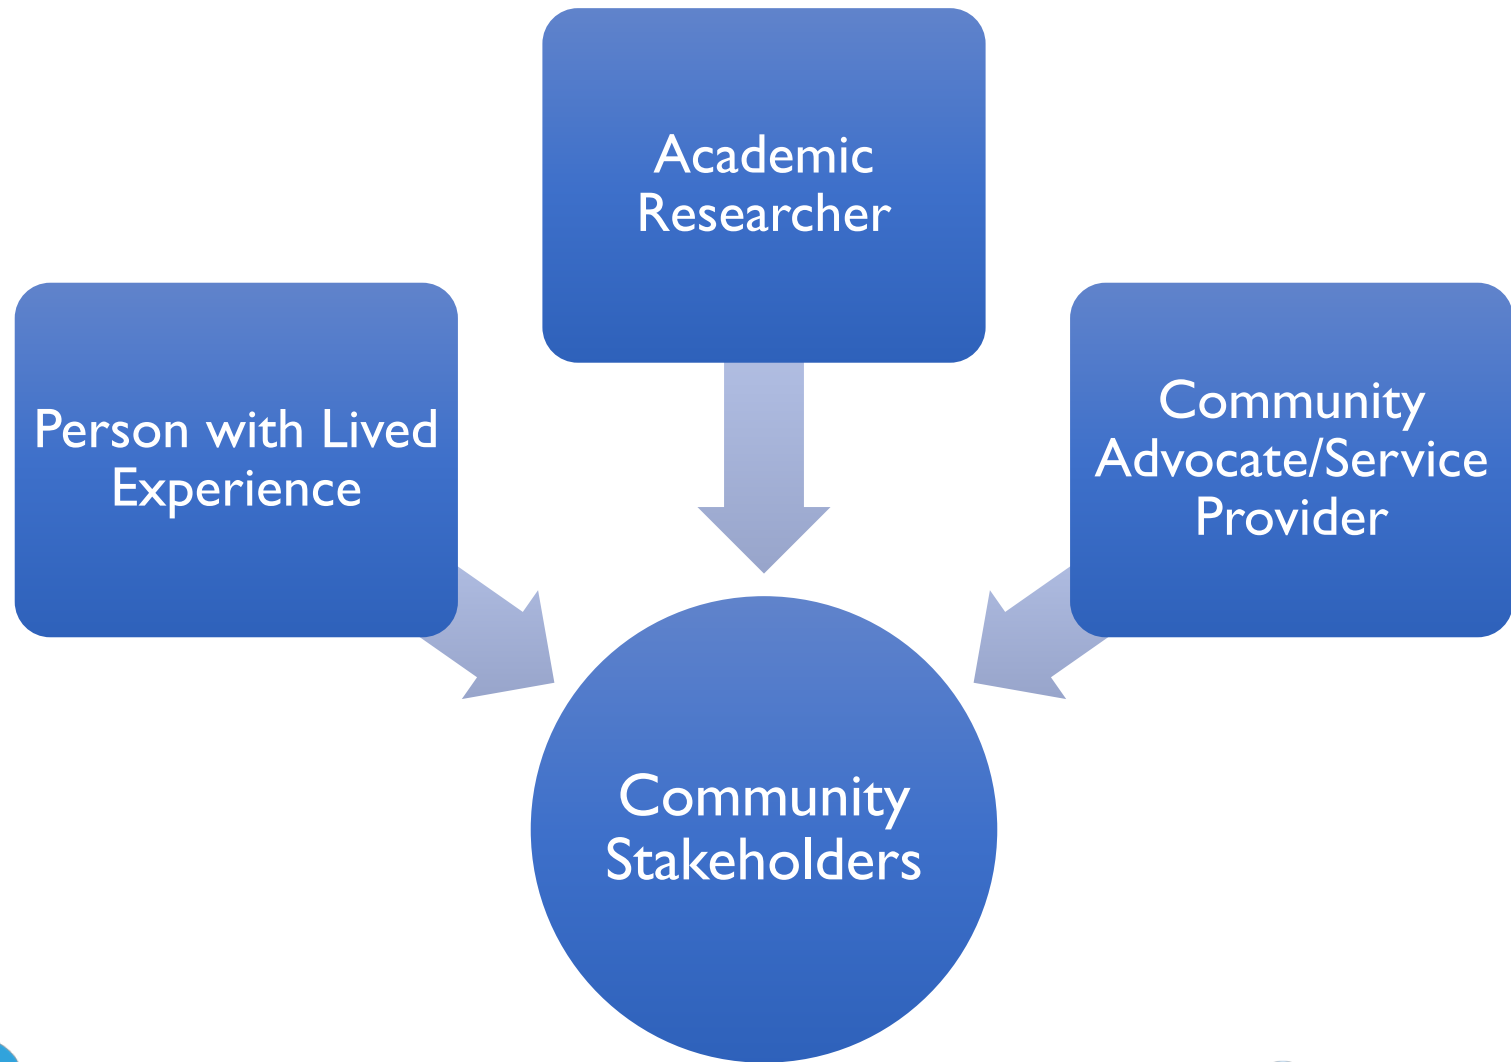 Academic
Researcher
Person with Lived
Experience
Community
Advocate/Service
Provider
Community
Stakeholders